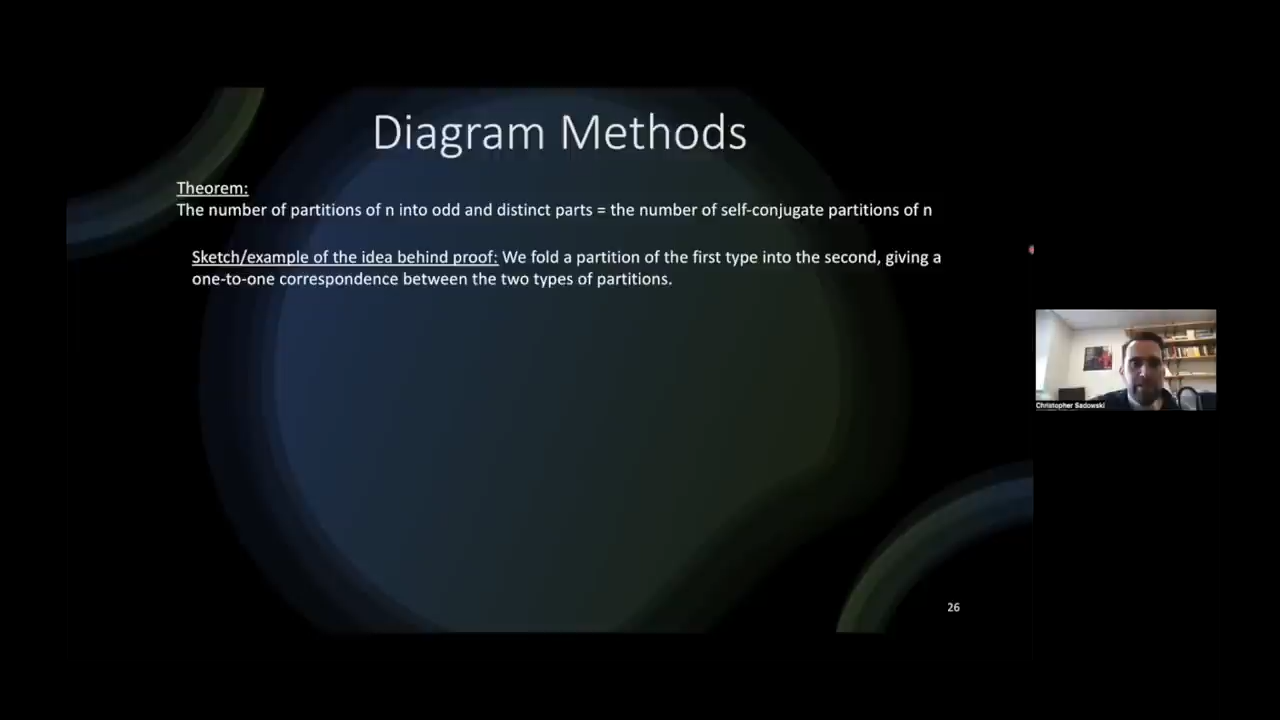 Diagram Methods
Theorem:
The number of partitions of n into odd and distinct parts = the number of self-conjugate partitions of n
Sketch/example of the idea behind proof: We fold a partition of the first type into the second, giving a
one-to-one correspondence between the two types of partitions.
Christopher Sadowski
26